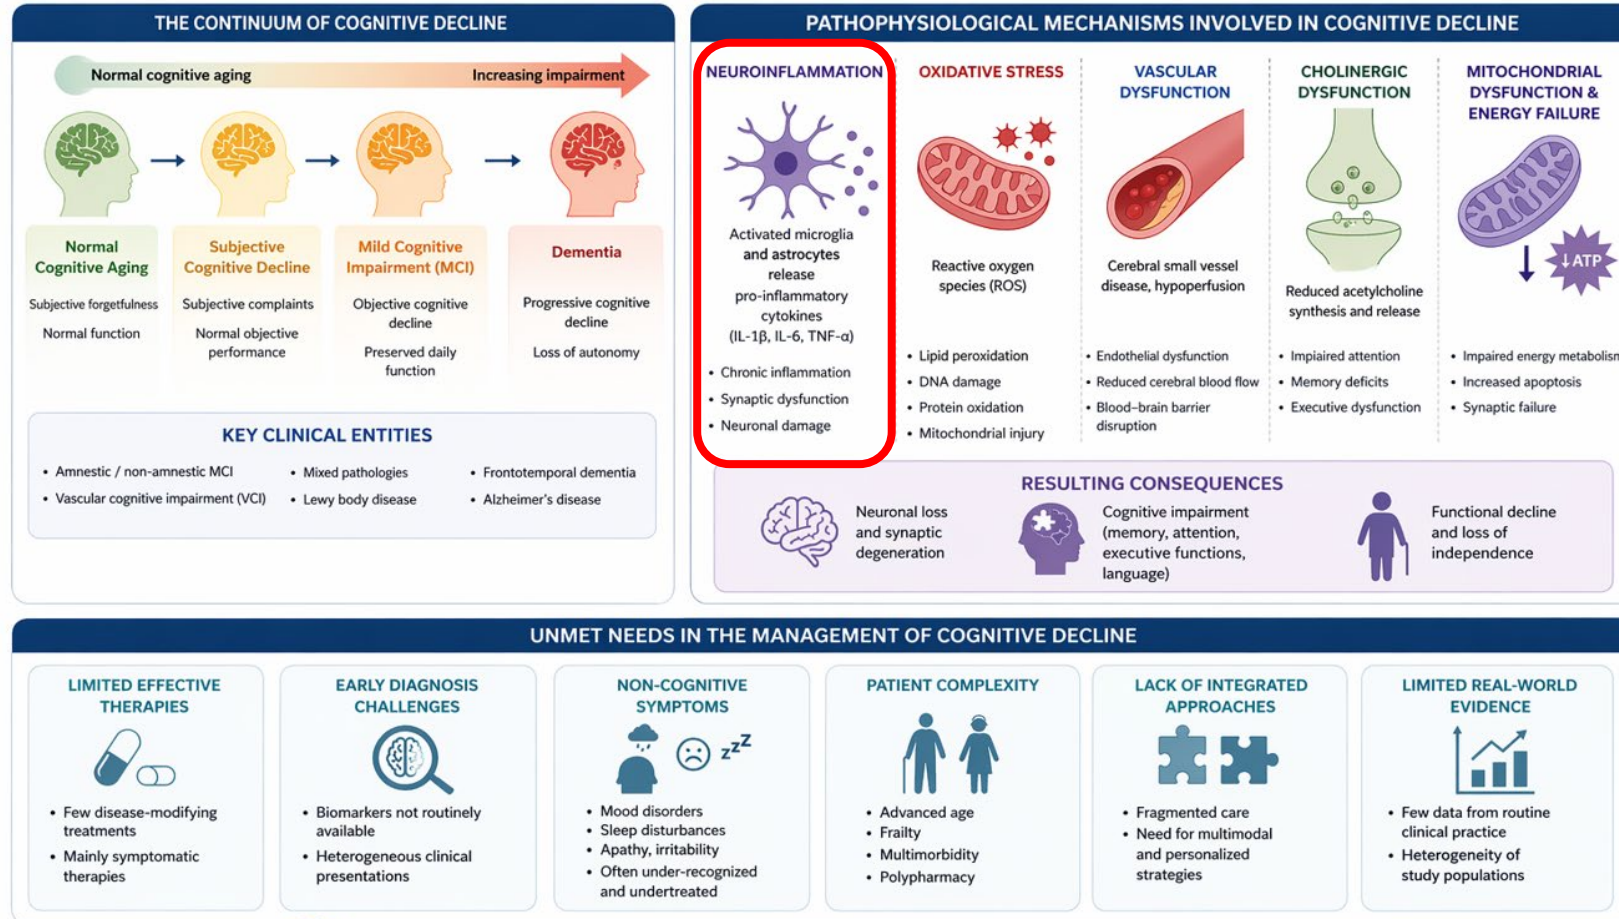 THE CONTINUUM OF COGNITIVE DECLINE
Normal cognitive aging
Increasing impairment
Normal
Cognitive Aging
Subjective forgetfulness
Normal function
Subjective
Cognitive Decline
Subjective complaints
Normal objective
performance
Mild Cognitive
Impairment (MCI)
Objective cognitive
decline
Preserved daily
function
Dementia
Progressive cognitive
decline
Loss of autonomy
KEY CLINICAL ENTITIES
• Amnestic / non-amnestic MCI
• Vascular cognitive impairment (VCI)
• Mixed pathologies
• Lewy body disease
• Frontotemporal dementia
• Alzheimer's disease
PATHOPHYSIOLOGICAL MECHANISMS INVOLVED IN COGNITIVE DECLINE
NEUROINFLAMMATION
Activated microglia
and astrocytes
release
pro-inflammatory
cytokines
(IL-1β, IL-6, TNF-α)
• Chronic inflammation
• Synaptic dysfunction
• Neuronal damage
OXIDATIVE STRESS
Reactive oxygen
species (ROS)
• Lipid peroxidation
• DNA damage
• Protein oxidation
• Mitochondrial injury
VASCULAR
DYSFUNCTION
Cerebral small vessel
disease, hypoperfusion
• Endothelial dysfunction
• Reduced cerebral blood flow
• Blood–brain barrier
disruption
CHOLINERGIC
DYSFUNCTION
Reduced acetylcholine
synthesis and release
• Impiaired attention
• Memory deficits
• Executive dysfunction
MITOCHONDRIAL
DYSFUNCTION &
ENERGY FAILURE
↓ATP
• Impaired energy metabolism
• Increased apoptosis
• Synaptic failure
RESULTING CONSEQUENCES
Neuronal loss
and synaptic
degeneration
Cognitive impairment
(memory, attention,
executive functions,
language)
Functional decline
and loss of
independence
UNMET NEEDS IN THE MANAGEMENT OF COGNITIVE DECLINE
LIMITED EFFECTIVE
THERAPIES
• Few disease-modifying
treatments
• Mainly symptomatic
therapies
EARLY DIAGNOSIS
CHALLENGES
• Biomarkers not routinely
available
• Heterogeneous clinical
presentations
NON-COGNITIVE
SYMPTOMS
zzZ
• Mood disorders
• Sleep disturbances
• Apathy, irritability
• Often under-recognized
and undertreated
PATIENT COMPLEXITY
• Advanced age
• Frailty
• Multimorbidity
• Polypharmacy
LACK OF INTEGRATED
APPROACHES
• Fragmented care
• Need for multimodal
and personalized
strategies
LIMITED REAL-WORLD
EVIDENCE
• Few data from routine
clinical practice
• Heterogeneity of
study populations